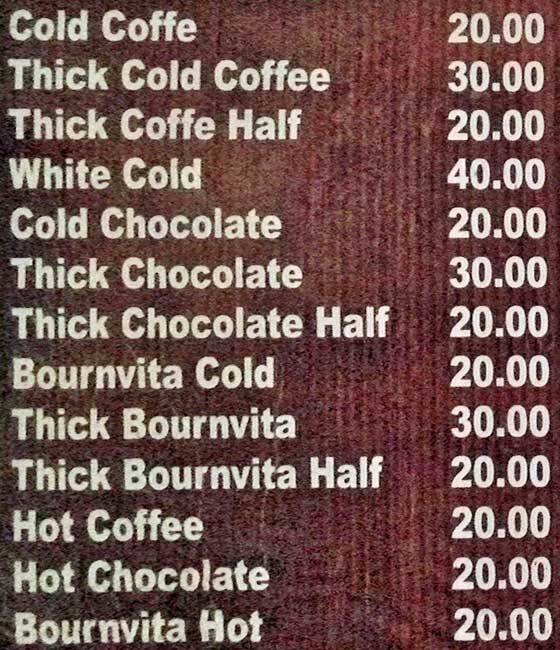 Cold Coffe 20.00
Thick Cold Coffee 30.00
Thick Coffe Half 20.00
White Cold 40.00
Cold Chocolate 20.00
Thick Chocolate 30.00
Thick Chocolate Half 20.00
Bournvita Cold 20.00
Thick Bournvita 30.00
Thick Bournvita Half 20.00
Hot Coffee 20.00
Hot Chocolate 20.00
Bournvita Hot 20.00